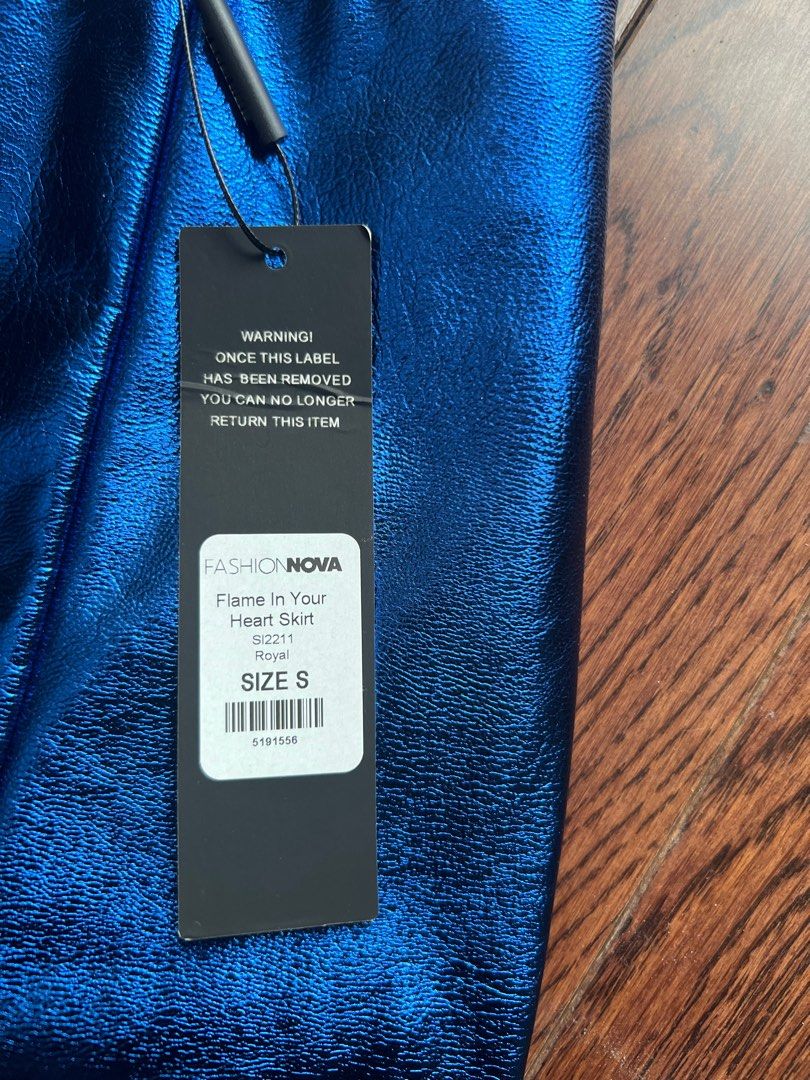 WARNING!
ONCE THIS LABEL
HAS BEEN REMOVED
YOU CAN NO LONGER
RETURN THIS ITEM
FASHIONNOVA
Flame In Your
Heart Skirt
SI2211
Royal
SIZE S
5191556